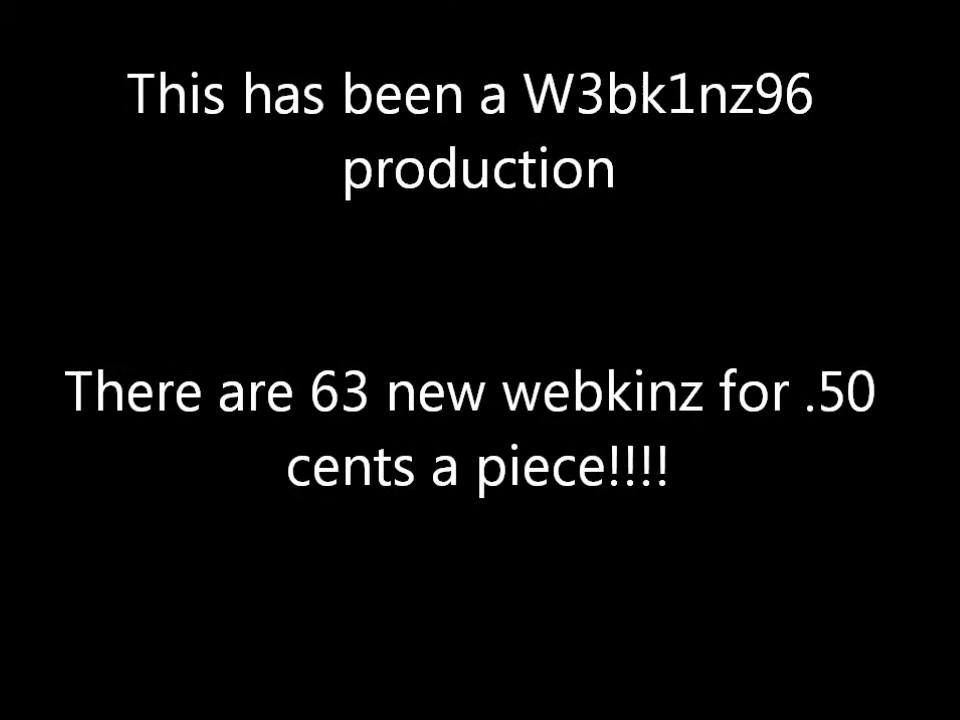 This has been a W3bk1nz96
production
There are 63 new webkinz for .50
cents a piece!!!!